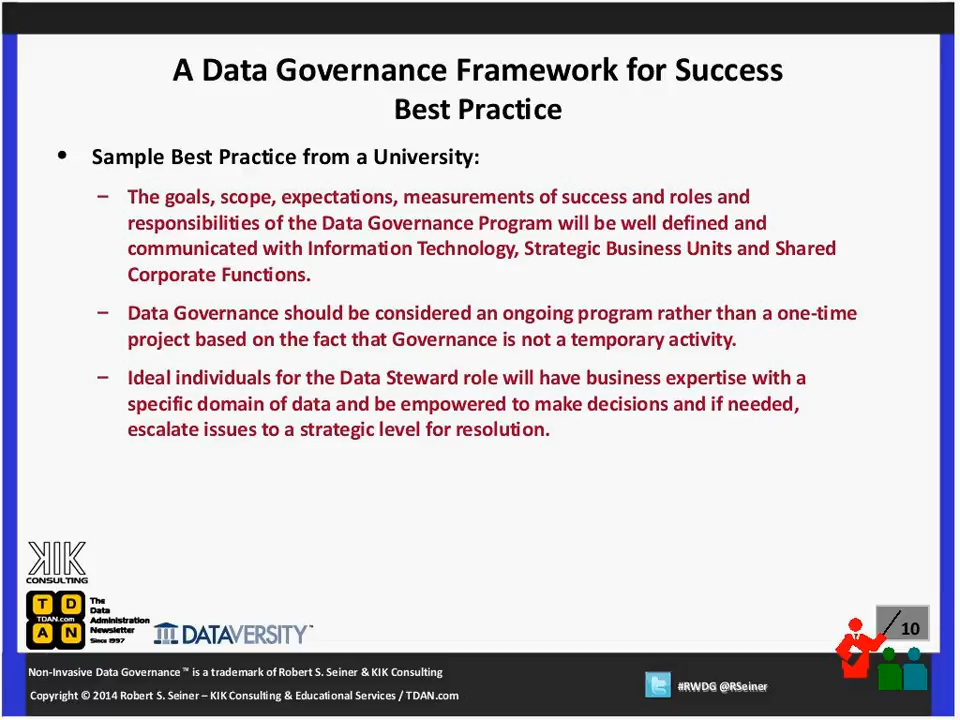 A Data Governance Framework for Success
Best Practice
• Sample Best Practice from a University:
– The goals, scope, expectations, measurements of success and roles and
responsibilities of the Data Governance Program will be well defined and
communicated with Information Technology, Strategic Business Units and Shared
Corporate Functions.
– Data Governance should be considered an ongoing program rather than a one-time
project based on the fact that Governance is not a temporary activity.
– Ideal individuals for the Data Steward role will have business expertise with a
specific domain of data and be empowered to make decisions and if needed,
escalate issues to a strategic level for resolution.
KIK
CONSULTING
T D
TDAN.com
A N
The
Data
Administration
Newsletter
Since 1997
DATAVERSITY™
10
Non-Invasive Data Governance™ is a trademark of Robert S. Seiner & KIK Consulting
Copyright © 2014 Robert S. Seiner – KIK Consulting & Educational Services / TDAN.com
#RWDG @RSeiner